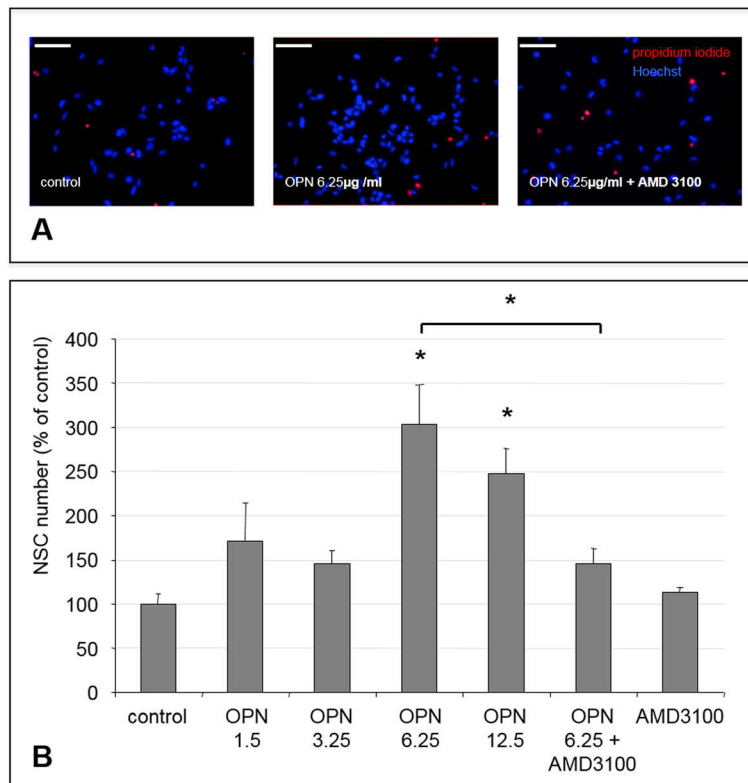 propidium iodide
Hoechst
control
OPN 6.25µg /ml
OPN 6.25µg/ml + AMD 3100
A
*
*
*
400
350
300
250
200
150
100
50
0
NSC number (% of control)
control
OPN
1.5
OPN
3.25
OPN
6.25
OPN
12.5
OPN
6.25 +
AMD3100
AMD3100
B